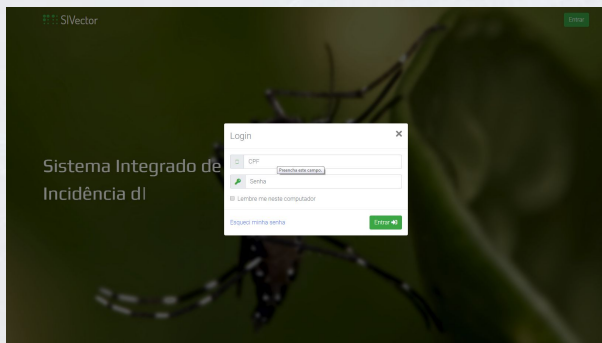 SIVector
Entrar
Login
×
CPF
Preencha este campo.
Senha
Lembre me neste computador
Esqueci minha senha
Entrar
Sistema Integrado de
Incidência d|